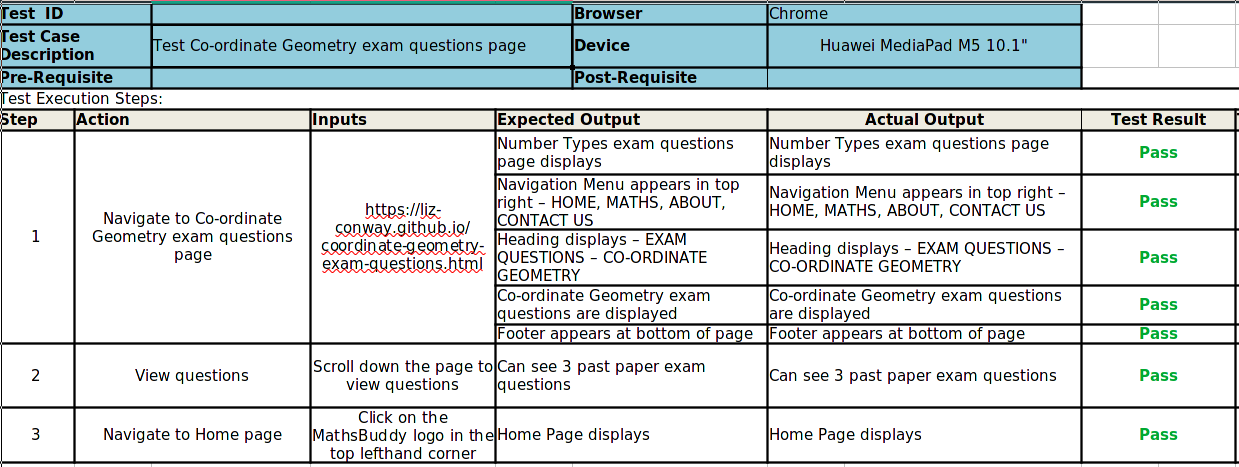 Test ID
Browser
Chrome
Test Case
Description
Test Co-ordinate Geometry exam questions page
Device
Huawei MediaPad M5 10.1"
Pre-Requisite
Post-Requisite
Test Execution Steps:
Step
Action
Inputs
Expected Output
Actual Output
Test Result
1
Navigate to Co-ordinate
Geometry exam questions
page
https://liz-
conway.github.io/
coordinate-geometry-
exam-questions.html
Number Types exam questions
page displays
Number Types exam questions page
displays
Pass
Navigation Menu appears in top
right – HOME, MATHS, ABOUT,
CONTACT US
Navigation Menu appears in top right –
HOME, MATHS, ABOUT, CONTACT US
Pass
Heading displays – EXAM
QUESTIONS – CO-ORDINATE
GEOMETRY
Heading displays – EXAM QUESTIONS –
CO-ORDINATE GEOMETRY
Pass
Co-ordinate Geometry exam
questions are displayed
Co-ordinate Geometry exam questions
are displayed
Pass
Footer appears at bottom of page
Footer appears at bottom of page
Pass
2
View questions
Scroll down the page to
view questions
Can see 3 past paper exam
questions
Can see 3 past paper exam questions
Pass
3
Navigate to Home page
Click on the
MathsBuddy logo in the
top lefthand corner
Home Page displays
Home Page displays
Pass